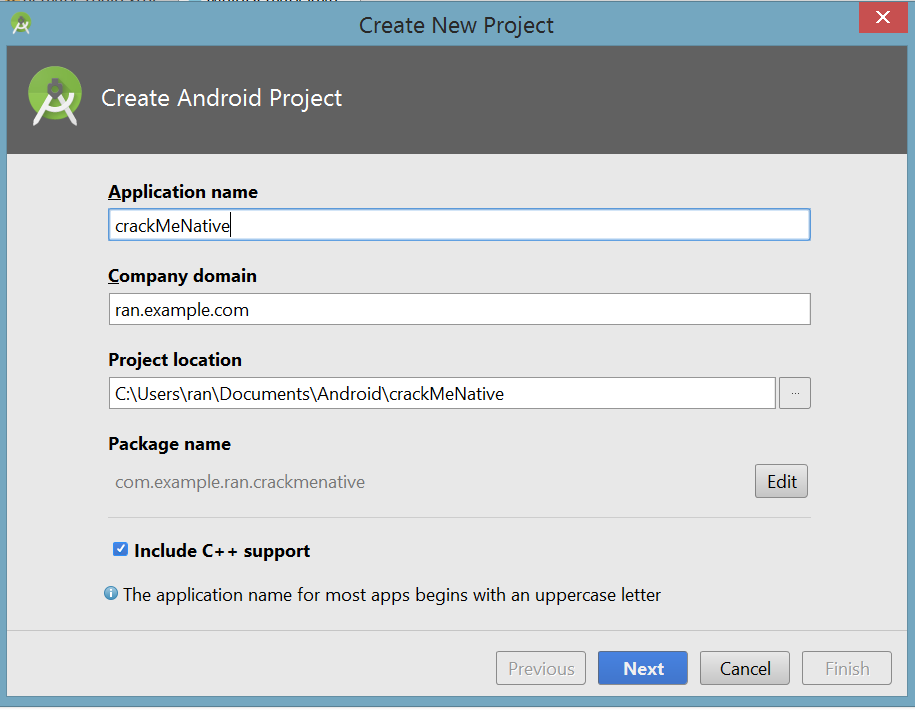 Create New Project
Create Android Project
Application name
crackMeNative
Company domain
ran.example.com
Project location
C:\Users\ran\Documents\Android\crackMeNative
...
Package name
com.example.ran.crackmenative
Edit
Include C++ support
The application name for most apps begins with an uppercase letter
Previous Next Cancel Finish